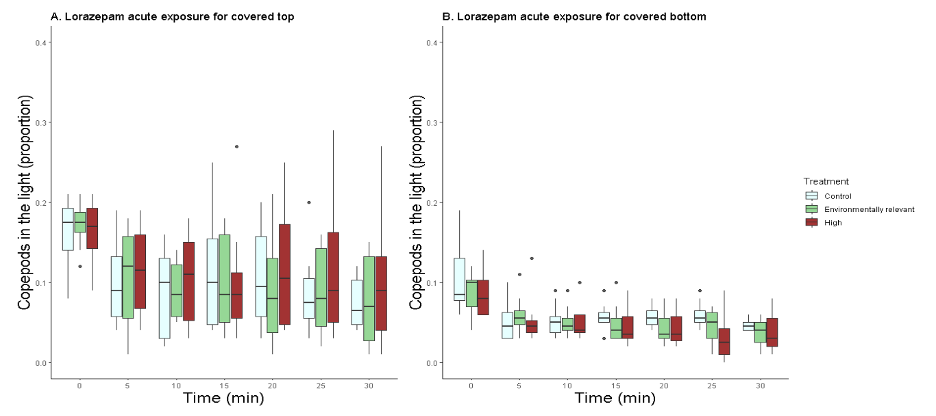 A. Lorazepam acute exposure for covered top
Copepods in the light (proportion)
0.4
0.3
0.2
0.1
0.0
0 5 10 15 20 25 30
Time (min)
B. Lorazepam acute exposure for covered bottom
Copepods in the light (proportion)
0.4
0.3
0.2
0.1
0.0
0 5 10 15 20 25 30
Time (min)
Treatment
Control
Environmentally relevant
High